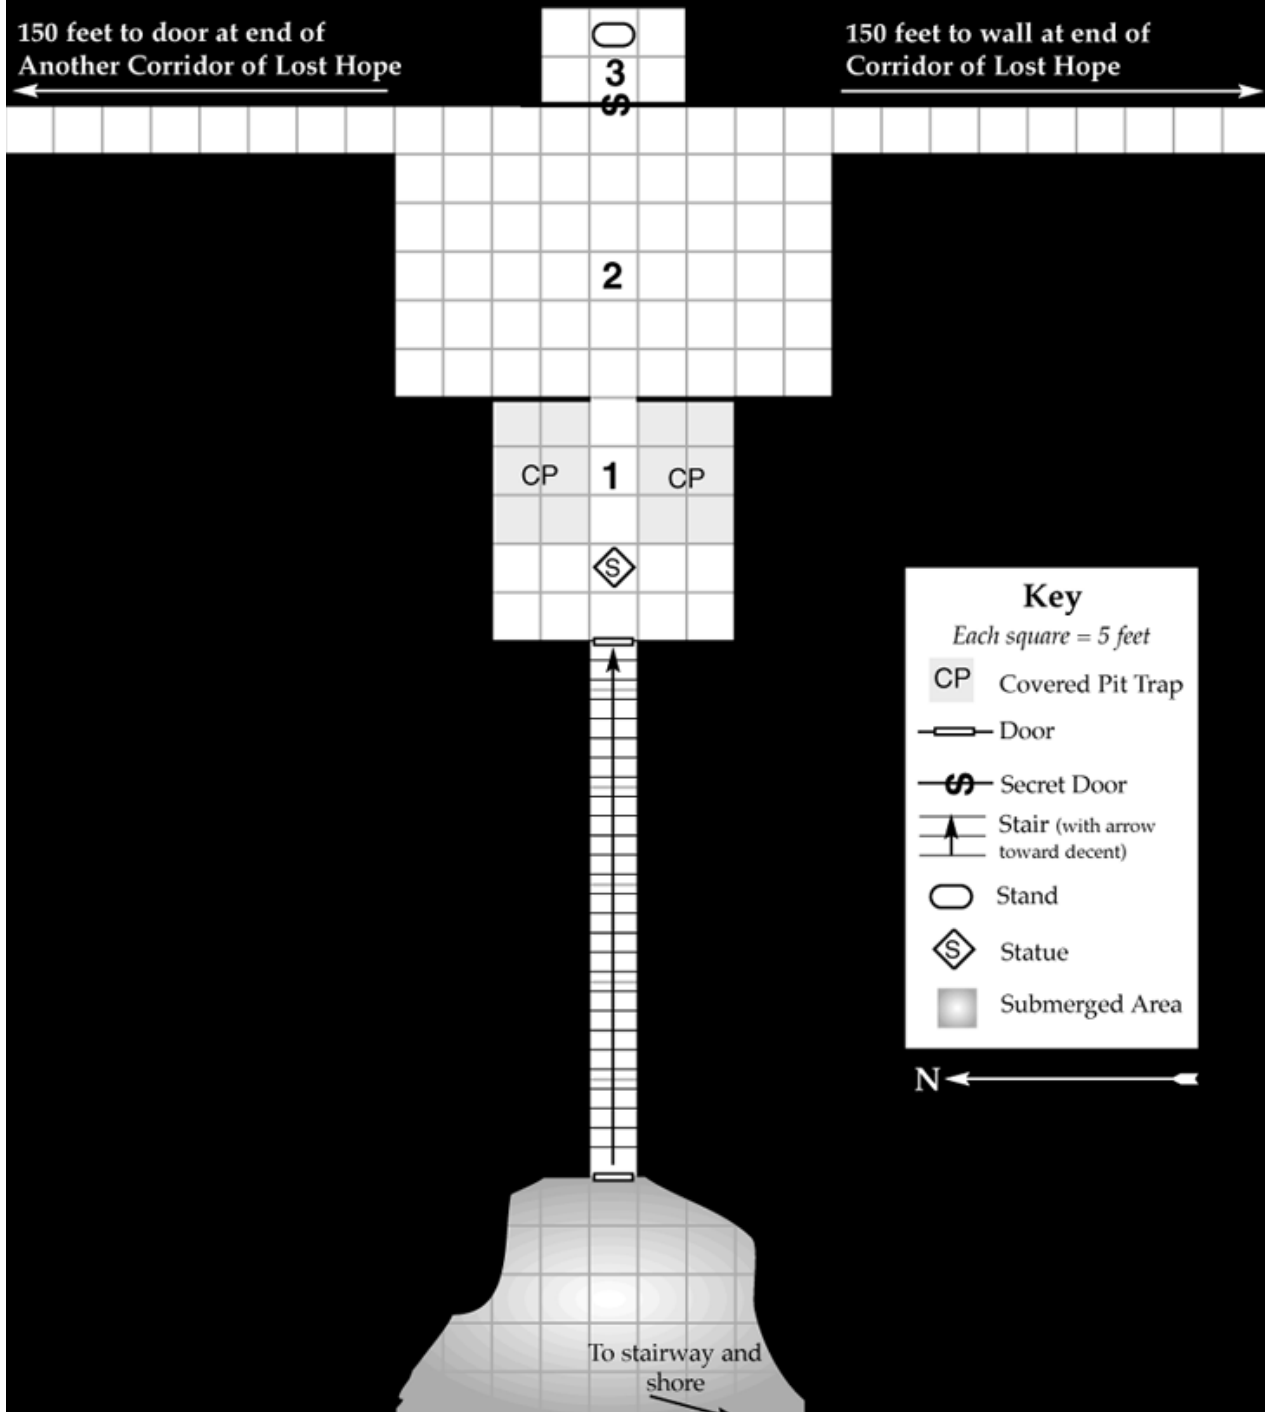 150 feet to door at end of
Another Corridor of Lost Hope
150 feet to wall at end of
Corridor of Lost Hope
3
S
2
CP
1
CP
S
Key
Each square = 5 feet
CP Covered Pit Trap
Door
S Secret Door
Stair (with arrow
toward decent)
Stand
S Statue
Submerged Area
N
To stairway and
shore